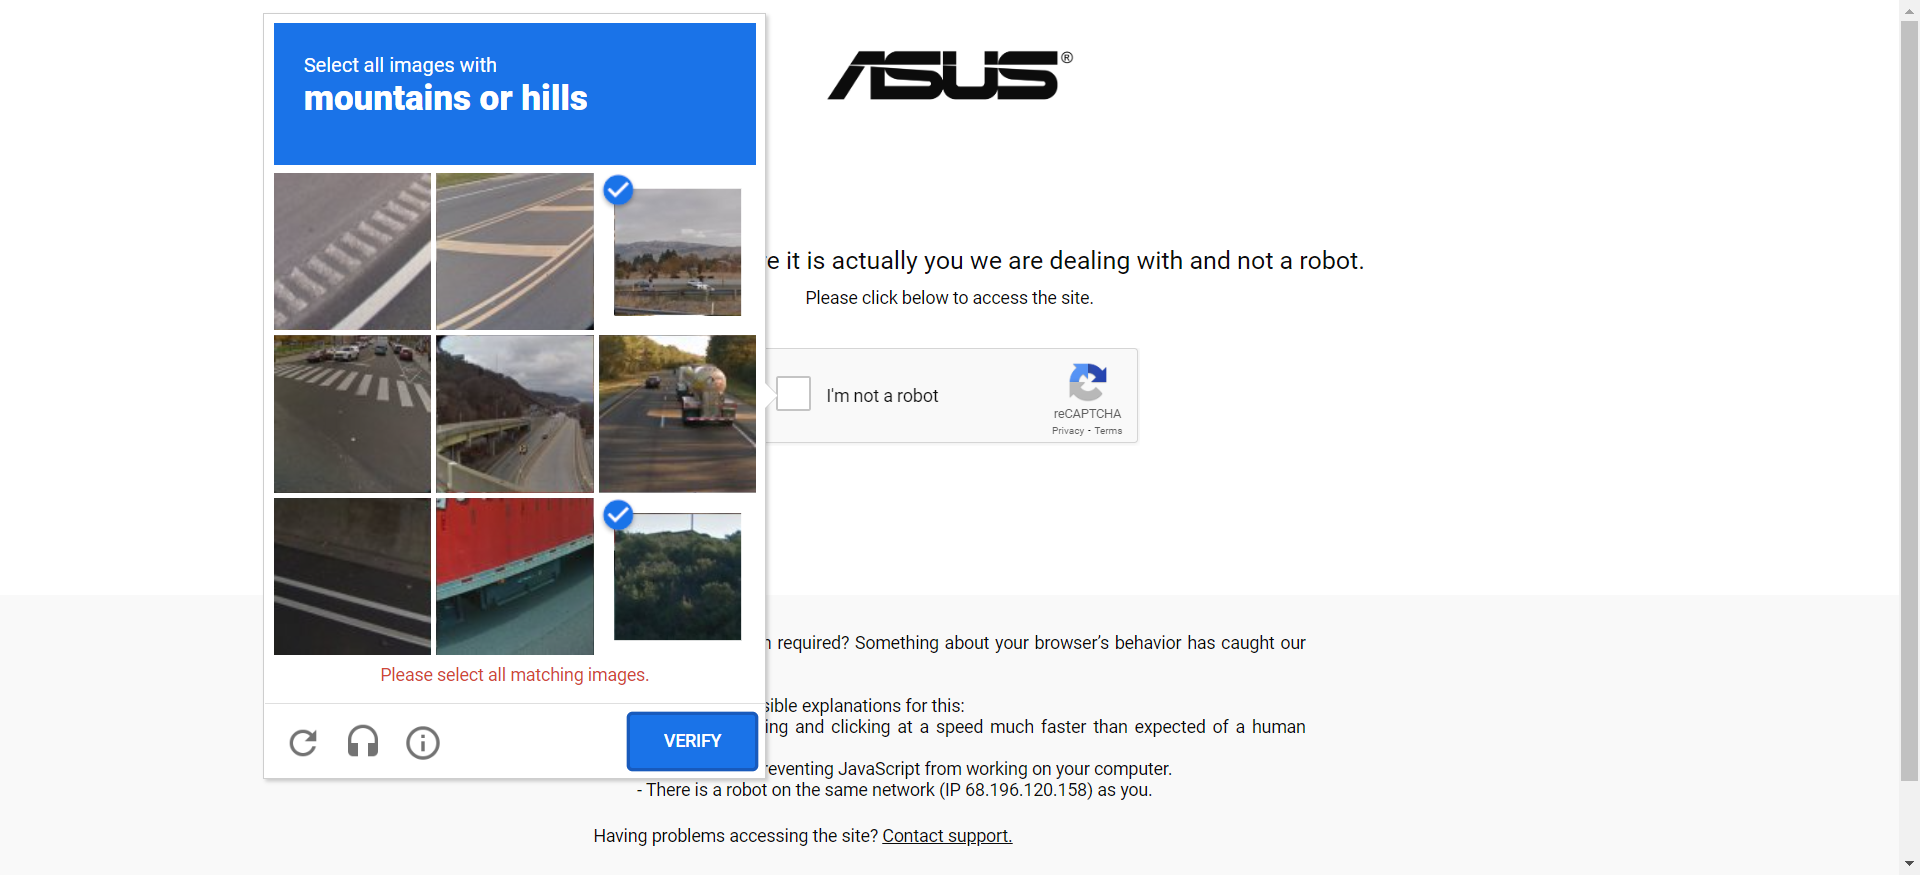 Select all images with
mountains or hills
ASUS®
e it is actually you we are dealing with and not a robot.
Please click below to access the site.
I'm not a robot
reCAPTCHA
Privacy - Terms
Please select all matching images.
VERIFY
required? Something about your browser's behavior has caught our
sible explanations for this:
ing and clicking at a speed much faster than expected of a human
reventing JavaScript from working on your computer.
- There is a robot on the same network (IP 68.196.120.158) as you.
Having problems accessing the site? Contact support.